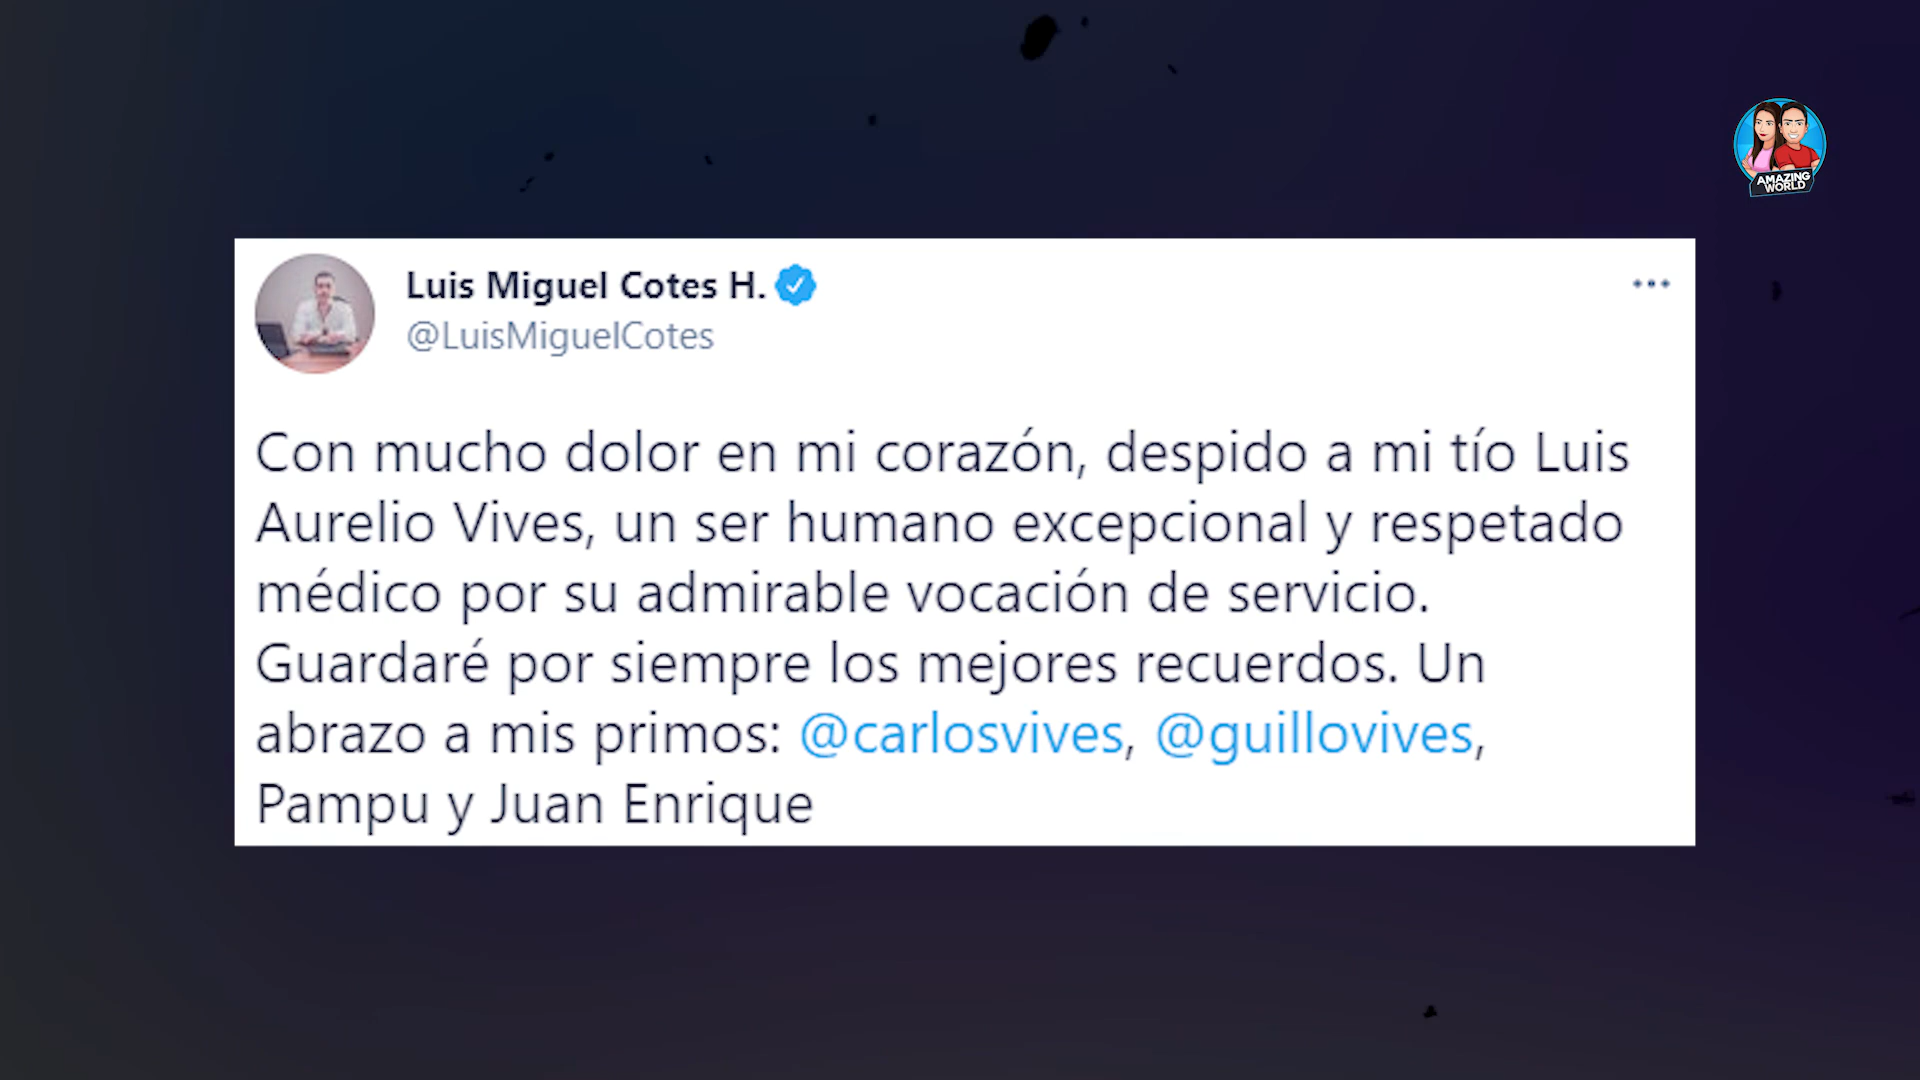 AMAZING
WORLD
Luis Miguel Cotes H.
@LuisMiguelCotes
Con mucho dolor en mi corazón, despido a mi tío Luis
Aurelio Vives, un ser humano excepcional y respetado
médico por su admirable vocación de servicio.
Guardaré por siempre los mejores recuerdos. Un
abrazo a mis primos: @carlosvives, @guillovives,
Pampu y Juan Enrique